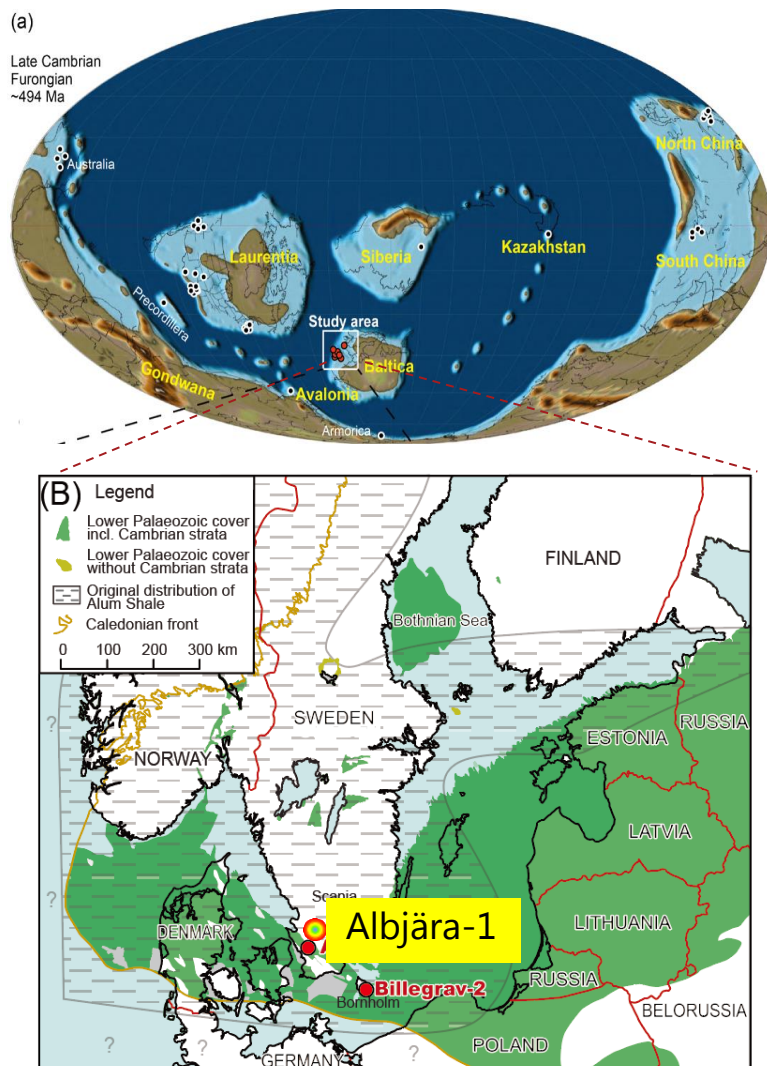 (a)
Late Cambrian
Furongian
~494 Ma
Australia
North China
Laurentia
Siberia
Kazakhstan
South China
Precordillera
Study area
Baltica
Gondwana
Avalonia
Armorica
(B) Legend
Lower Palaeozoic cover
incl. Cambrian strata
Lower Palaeozoic cover
without Cambrian strata
Original distribution of
Alum Shale
Caledonian front
0 100 200 300 km
FINLAND
Bothnian Sea
SWEDEN
NORWAY
ESTONIA
RUSSIA
?
LATVIA
Scania
Albjära-1
LITHUANIA
DENMARK
?
Billegrav-2
RUSSIA
Bornholm
BELORUSSIA
POLAND
? ? ?
GERMANY